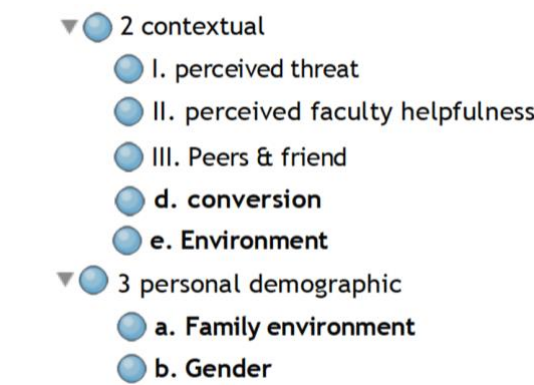 2 contextual
I. perceived threat
II. perceived faculty helpfulness
III. Peers & friend
d. conversion
e. Environment
3 personal demographic
a. Family environment
b. Gender